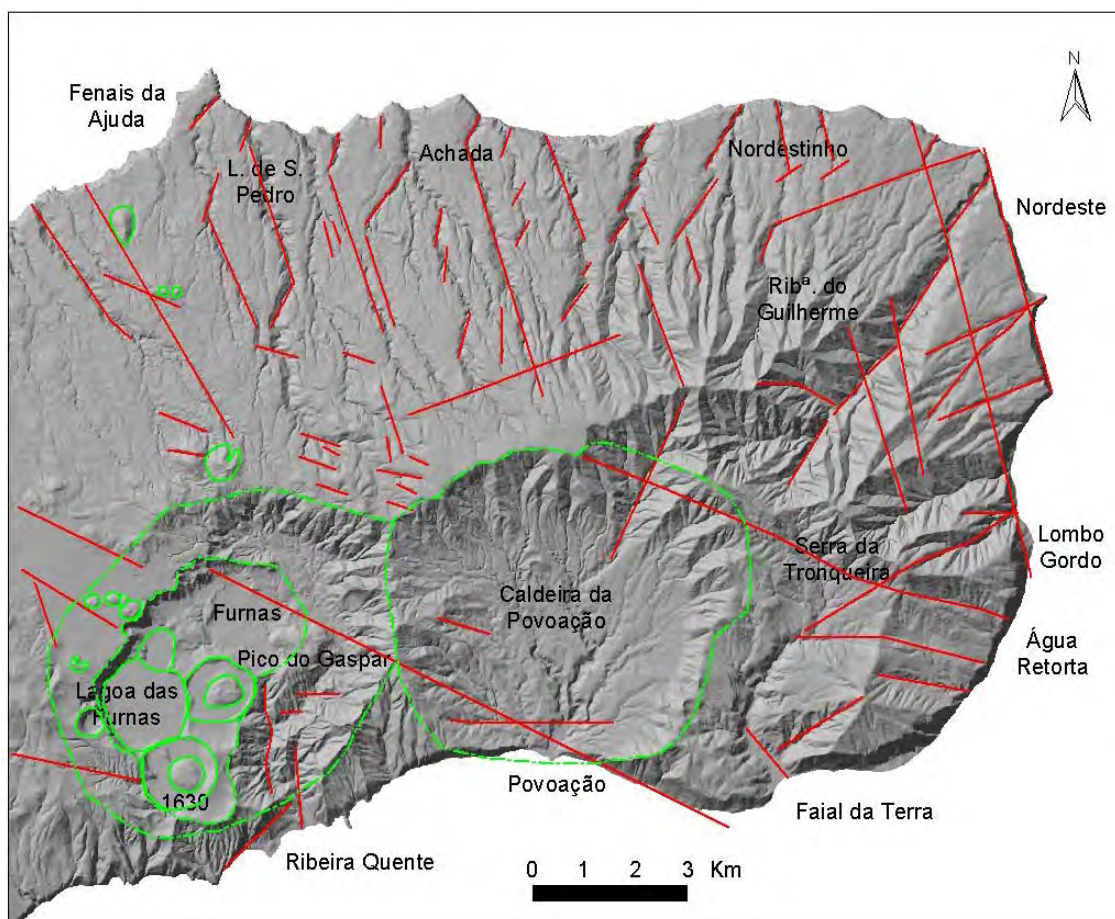 N
Fenais da
Ajuda
L. de S.
Pedro
Achada
Nordestinho
Nordeste
Ribª. do
Guilherme
Lombo
Gordo
Serra da
Tronqueira
Caldeira da
Povoação
Furnas
Água
Retorta
Pico do Gaspar
Lagoa das
Furnas
1630
Povoação
Faial da Terra
Ribeira Quente
0 1 2 3 Km